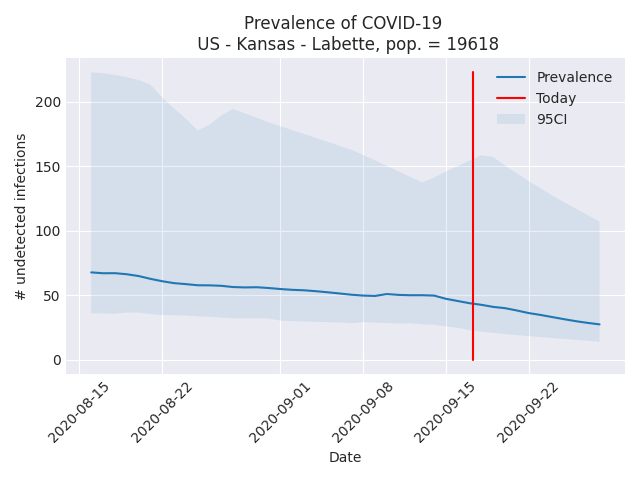 Prevalence of COVID-19
US - Kansas - Labette, pop. = 19618
Prevalence
Today
95CI
# undetected infections
200
150
100
50
0
2020-08-15
2020-08-22
2020-09-01
2020-09-08
2020-09-15
2020-09-22
Date